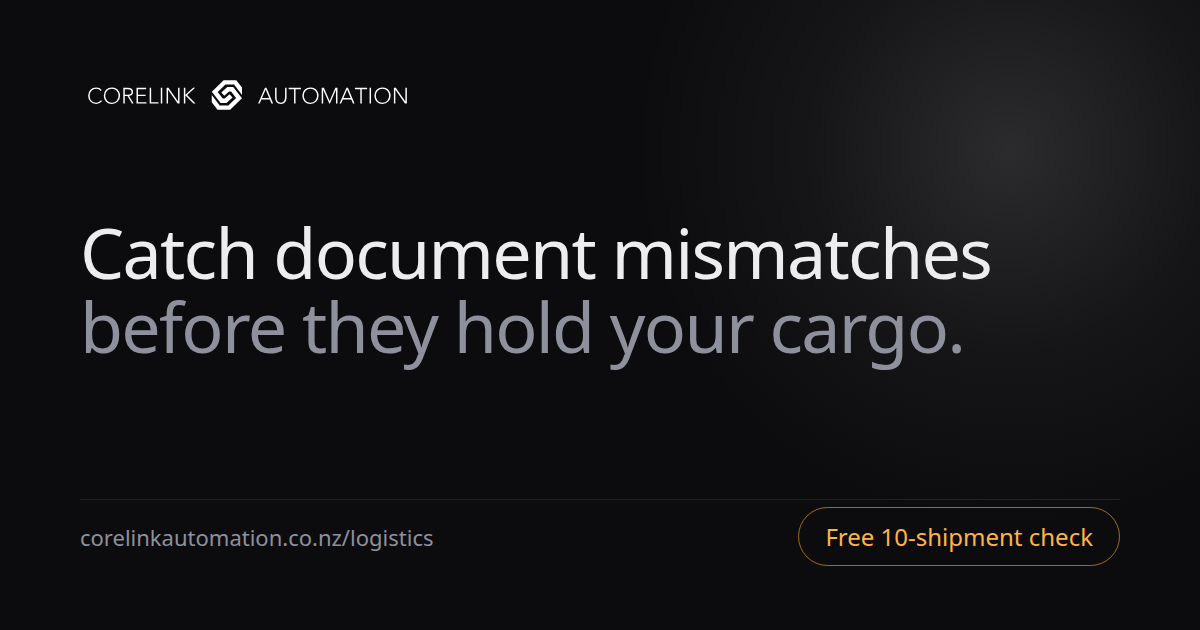 CORELINK AUTOMATION
Catch document mismatches
before they hold your cargo.
corelinkautomation.co.nz/logistics
Free 10-shipment check